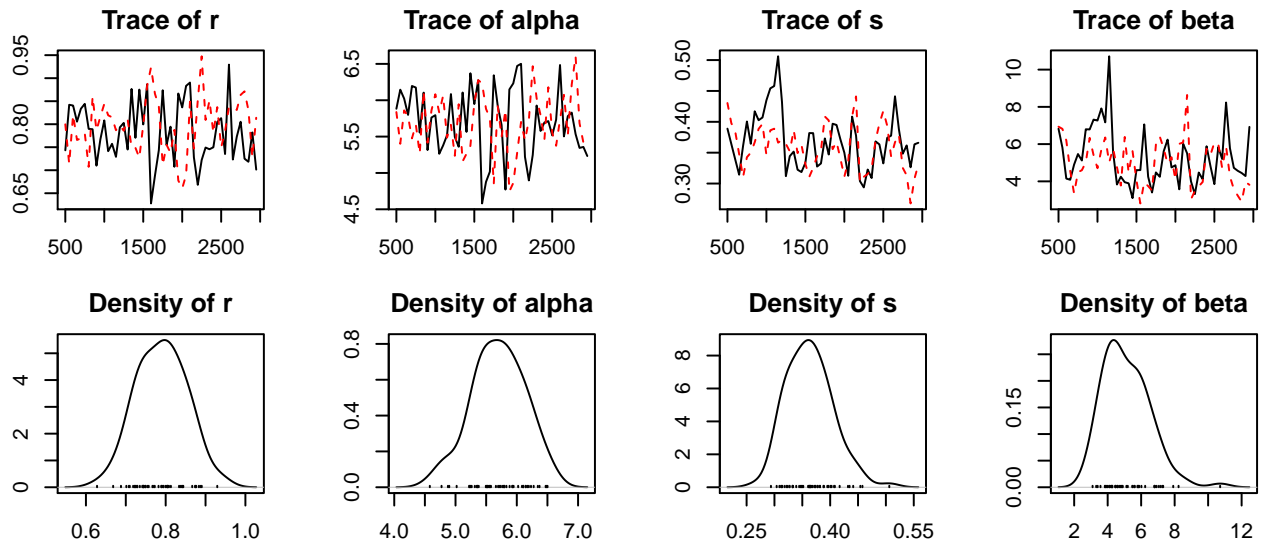 Trace of r
0.65 0.80 0.95
500 1500 2500
Trace of alpha
4.5 5.5 6.5
500 1500 2500
Trace of s
0.30 0.40 0.50
500 1500 2500
Trace of beta
4 6 8 10
500 1500 2500
Density of r
0 2 4
0.6 0.8 1.0
Density of alpha
0.0 0.4 0.8
4.0 5.0 6.0 7.0
Density of s
0 2 4 6 8
0.25 0.40 0.55
Density of beta
0.00 0.15
2 4 6 8 12